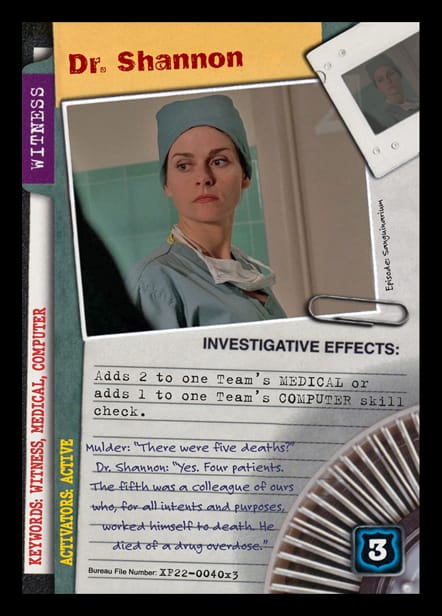 Dr. Shannon
WITNESS
Episode: Sanguinarium
INVESTIGATIVE EFFECTS:
Adds 2 to one Team's MEDICAL or
adds 1 to one Team's COMPUTER skill
check.
Mulder: "There were five deaths?"
Dr. Shannon: "Yes. Four patients.
The fifth was a colleague of ours
who, for all intents and purposes,
worked himself to death. He
died of a drug overdose."
Bureau File Number: XF22-0040x3
3
KEYWORDS: WITNESS, MEDICAL, COMPUTER
ACTIVATORS: ACTIVE